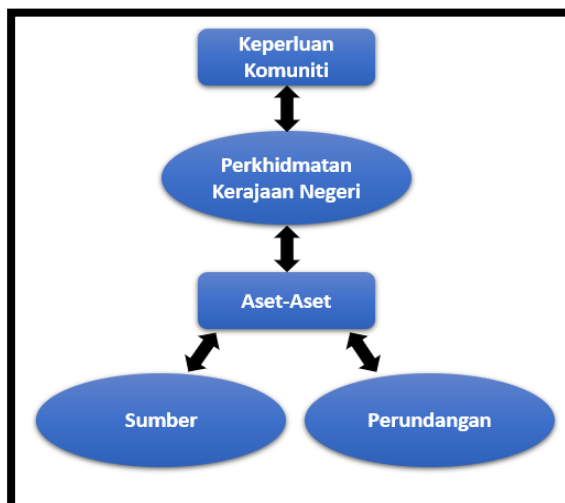 Keperluan
Komuniti
Perkhidmatan
Kerajaan Negeri
Aset-Aset
Sumber
Perundangan